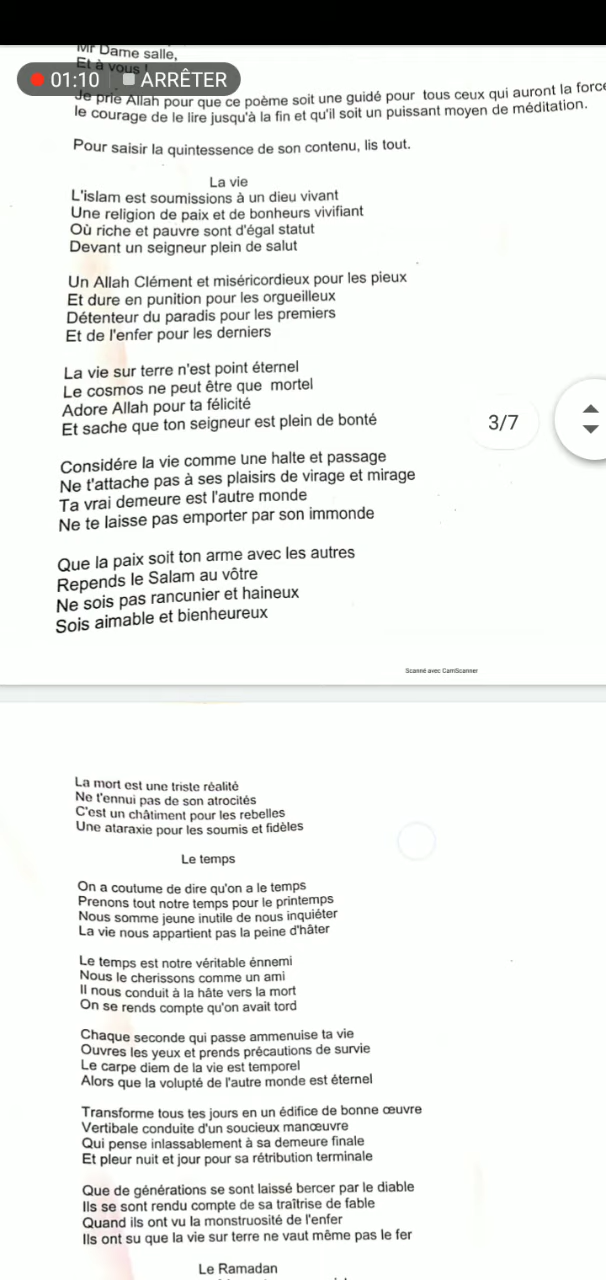 Mr Dame salle,
Et à vous !
01:10 ARRÊTER
Je prie Allah pour que ce poème soit une guidé pour tous ceux qui auront la force
le courage de le lire jusqu'à la fin et qu'il soit un puissant moyen de méditation.
Pour saisir la quintessence de son contenu, lis tout.
La vie
L'islam est soumissions à un dieu vivant
Une religion de paix et de bonheurs vivifiant
Où riche et pauvre sont d'égal statut
Devant un seigneur plein de salut
Un Allah Clément et miséricordieux pour les pieux
Et dure en punition pour les orgueilleux
Détenteur du paradis pour les premiers
Et de l'enfer pour les derniers
La vie sur terre n'est point éternel
Le cosmos ne peut être que mortel
Adore Allah pour ta félicité
Et sache que ton seigneur est plein de bonté
3/7
Considére la vie comme une halte et passage
Ne t'attache pas à ses plaisirs de virage et mirage
Ta vrai demeure est l'autre monde
Ne te laisse pas emporter par son immonde
Que la paix soit ton arme avec les autres
Repends le Salam au vôtre
Ne sois pas rancunier et haineux
Sois aimable et bienheureux
Scanné avec CamScanner
La mort est une triste réalité
Ne t'ennui pas de son atrocités
C'est un châtiment pour les rebelles
Une ataraxie pour les soumis et fidèles
Le temps
On a coutume de dire qu'on a le temps
Prenons tout notre temps pour le printemps
Nous somme jeune inutile de nous inquiéter
La vie nous appartient pas la peine d'hâter
Le temps est notre véritable énnemi
Nous le cherissons comme un ami
Il nous conduit à la hâte vers la mort
On se rends compte qu'on avait tord
Chaque seconde qui passe ammenuise ta vie
Ouvres les yeux et prends précautions de survie
Le carpe diem de la vie est temporel
Alors que la volupté de l'autre monde est éternel
Transforme tous tes jours en un édifice de bonne œuvre
Vertibale conduite d'un soucieux manœuvre
Qui pense inlassablement à sa demeure finale
Et pleur nuit et jour pour sa rétribution terminale
Que de générations se sont laissé bercer par le diable
Ils se sont rendu compte de sa traîtrise de fable
Quand ils ont vu la monstruosité de l'enfer
Ils ont su que la vie sur terre ne vaut même pas le fer
Le Ramadan